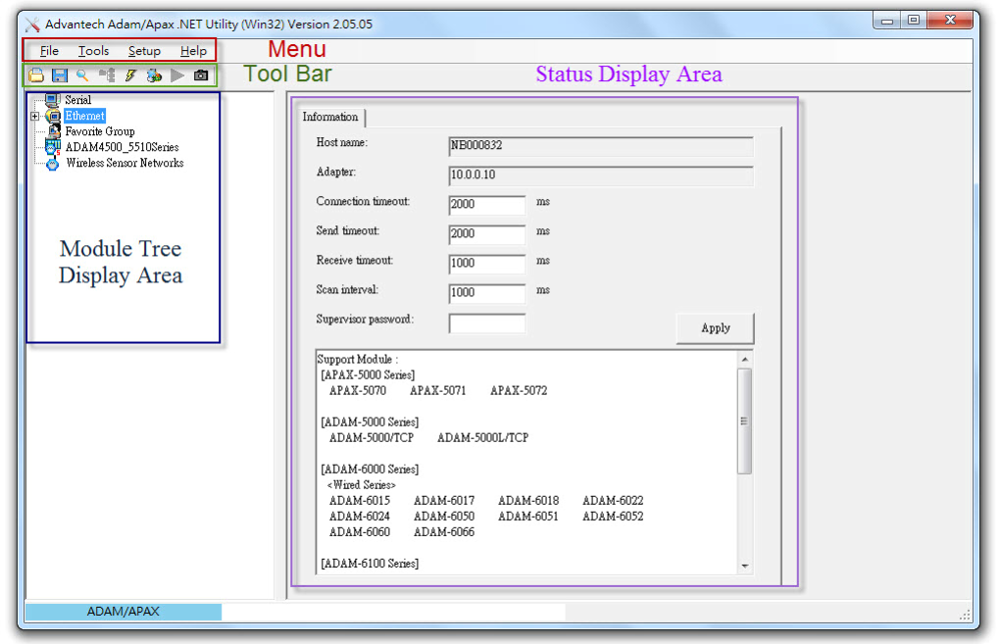 Advantech Adam/Apax .NET Utility (Win32) Version 2.05.05
File Tools Setup Help
Menu
Tool Bar
Status Display Area
Serial
Ethernet
Favorite Group
ADAM4500_5510Series
Wireless Sensor Networks
Module Tree
Display Area
Information
Host name: NB000832
Adapter: 10.0.0.10
Connection timeout: 2000 ms
Send timeout: 2000 ms
Receive timeout: 1000 ms
Scan interval: 1000 ms
Supervisor password:
Apply
Support Module :
[APAX-5000 Series]
APAX-5070 APAX-5071 APAX-5072
[ADAM-5000 Series]
ADAM-5000/TCP ADAM-5000L/TCP
[ADAM-6000 Series]
<Wired Series>
ADAM-6015 ADAM-6017 ADAM-6018 ADAM-6022
ADAM-6024 ADAM-6050 ADAM-6051 ADAM-6052
ADAM-6060 ADAM-6066
[ADAM-6100 Series]
ADAM/APAX